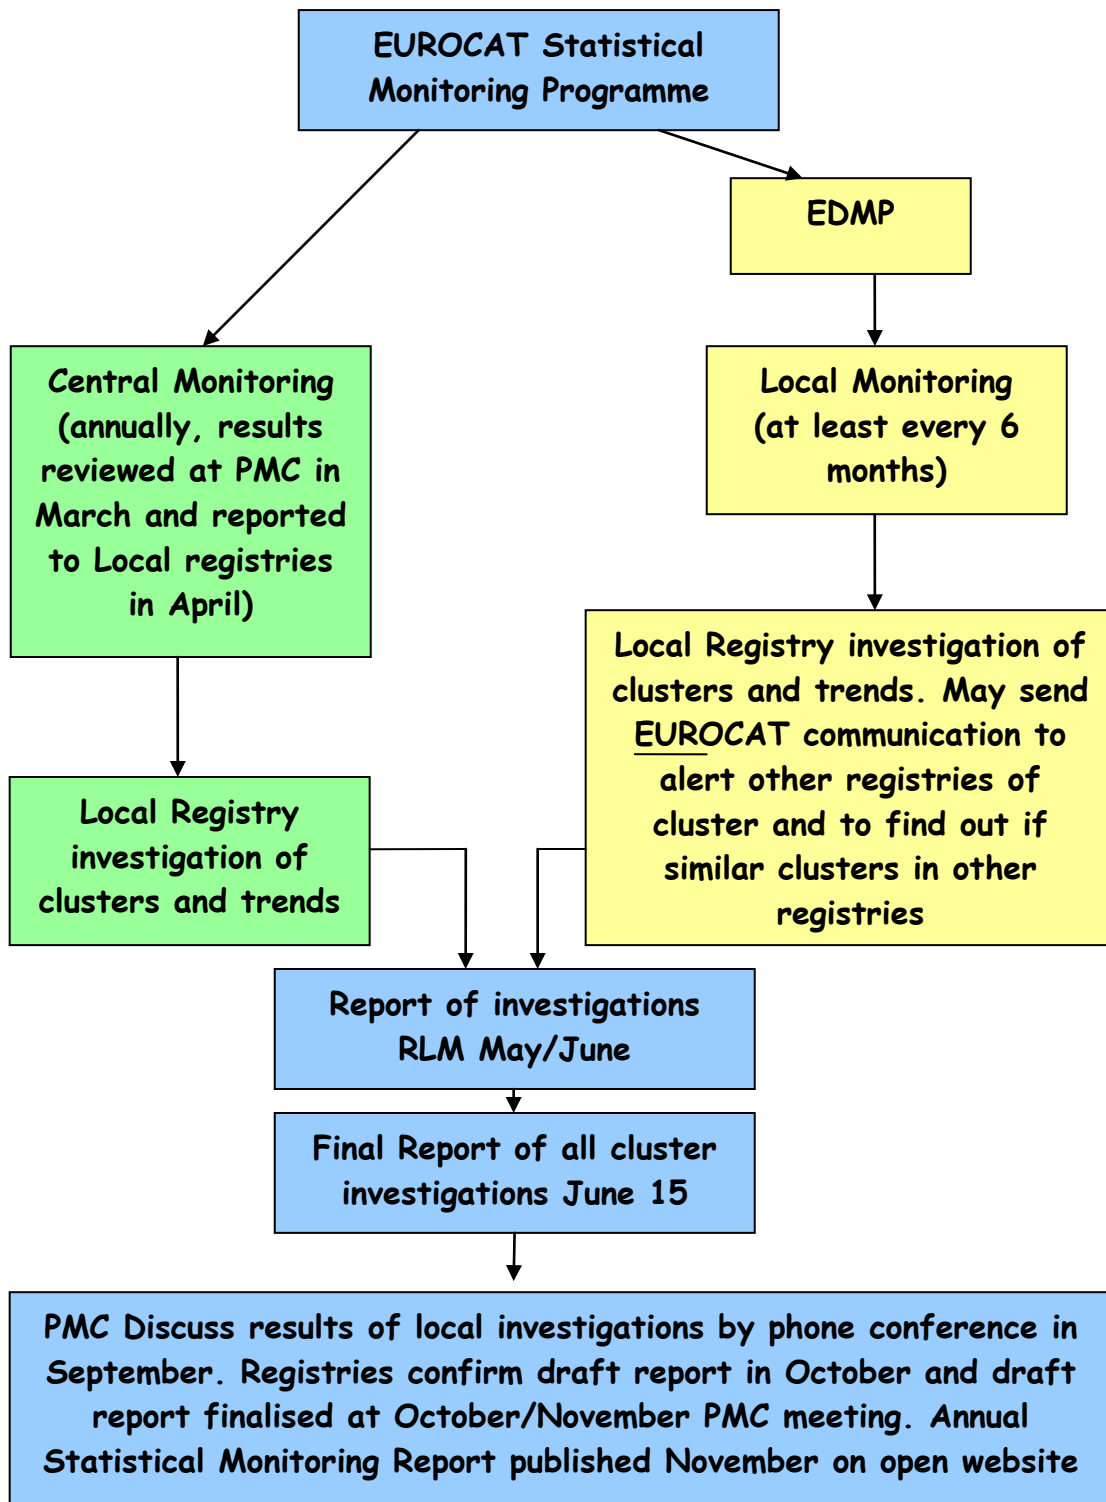 EUROCAT Statistical
Monitoring Programme
EDMP
Central Monitoring
(annually, results
reviewed at PMC in
March and reported
to Local registries
in April)
Local Monitoring
(at least every 6
months)
Local Registry
investigation of
clusters and trends
Local Registry investigation of
clusters and trends. May send
EUROCAT communication to
alert other registries of
cluster and to find out if
similar clusters in other
registries
Report of investigations
RLM May/June
Final Report of all cluster
investigations June 15
PMC Discuss results of local investigations by phone conference in
September. Registries confirm draft report in October and draft
report finalised at October/November PMC meeting. Annual
Statistical Monitoring Report published November on open website